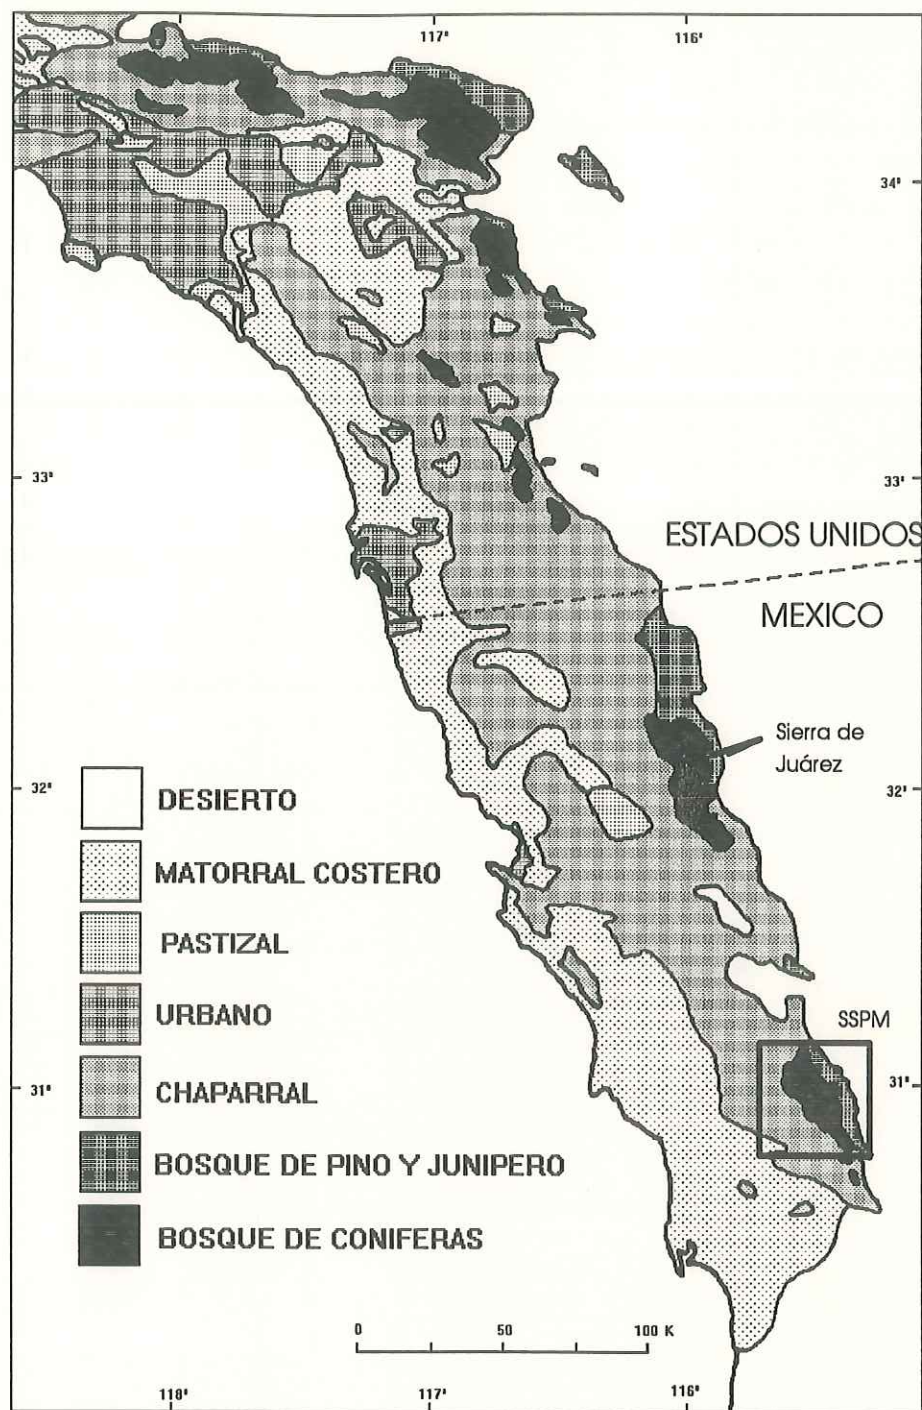 117°
116°
34°
33°
33°
ESTADOS UNIDOS
MEXICO
Sierra de
Juárez
32°
32°
DESIERTO
MATORRAL COSTERO
PASTIZAL
URBANO
SSPM
31°
31°
CHAPARRAL
BOSQUE DE PINO Y JUNIPERO
BOSQUE DE CONIFERAS
0 50 100 K
118°
117°
116°